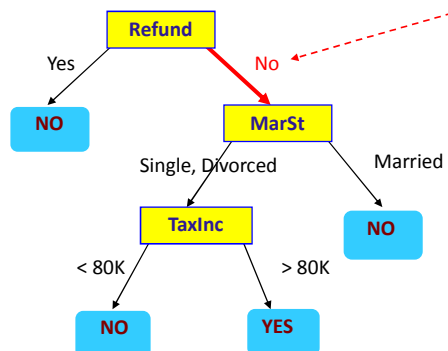 Refund
Yes
No
NO
MarSt
Single, Divorced
Married
TaxInc
NO
< 80K
> 80K
NO
YES